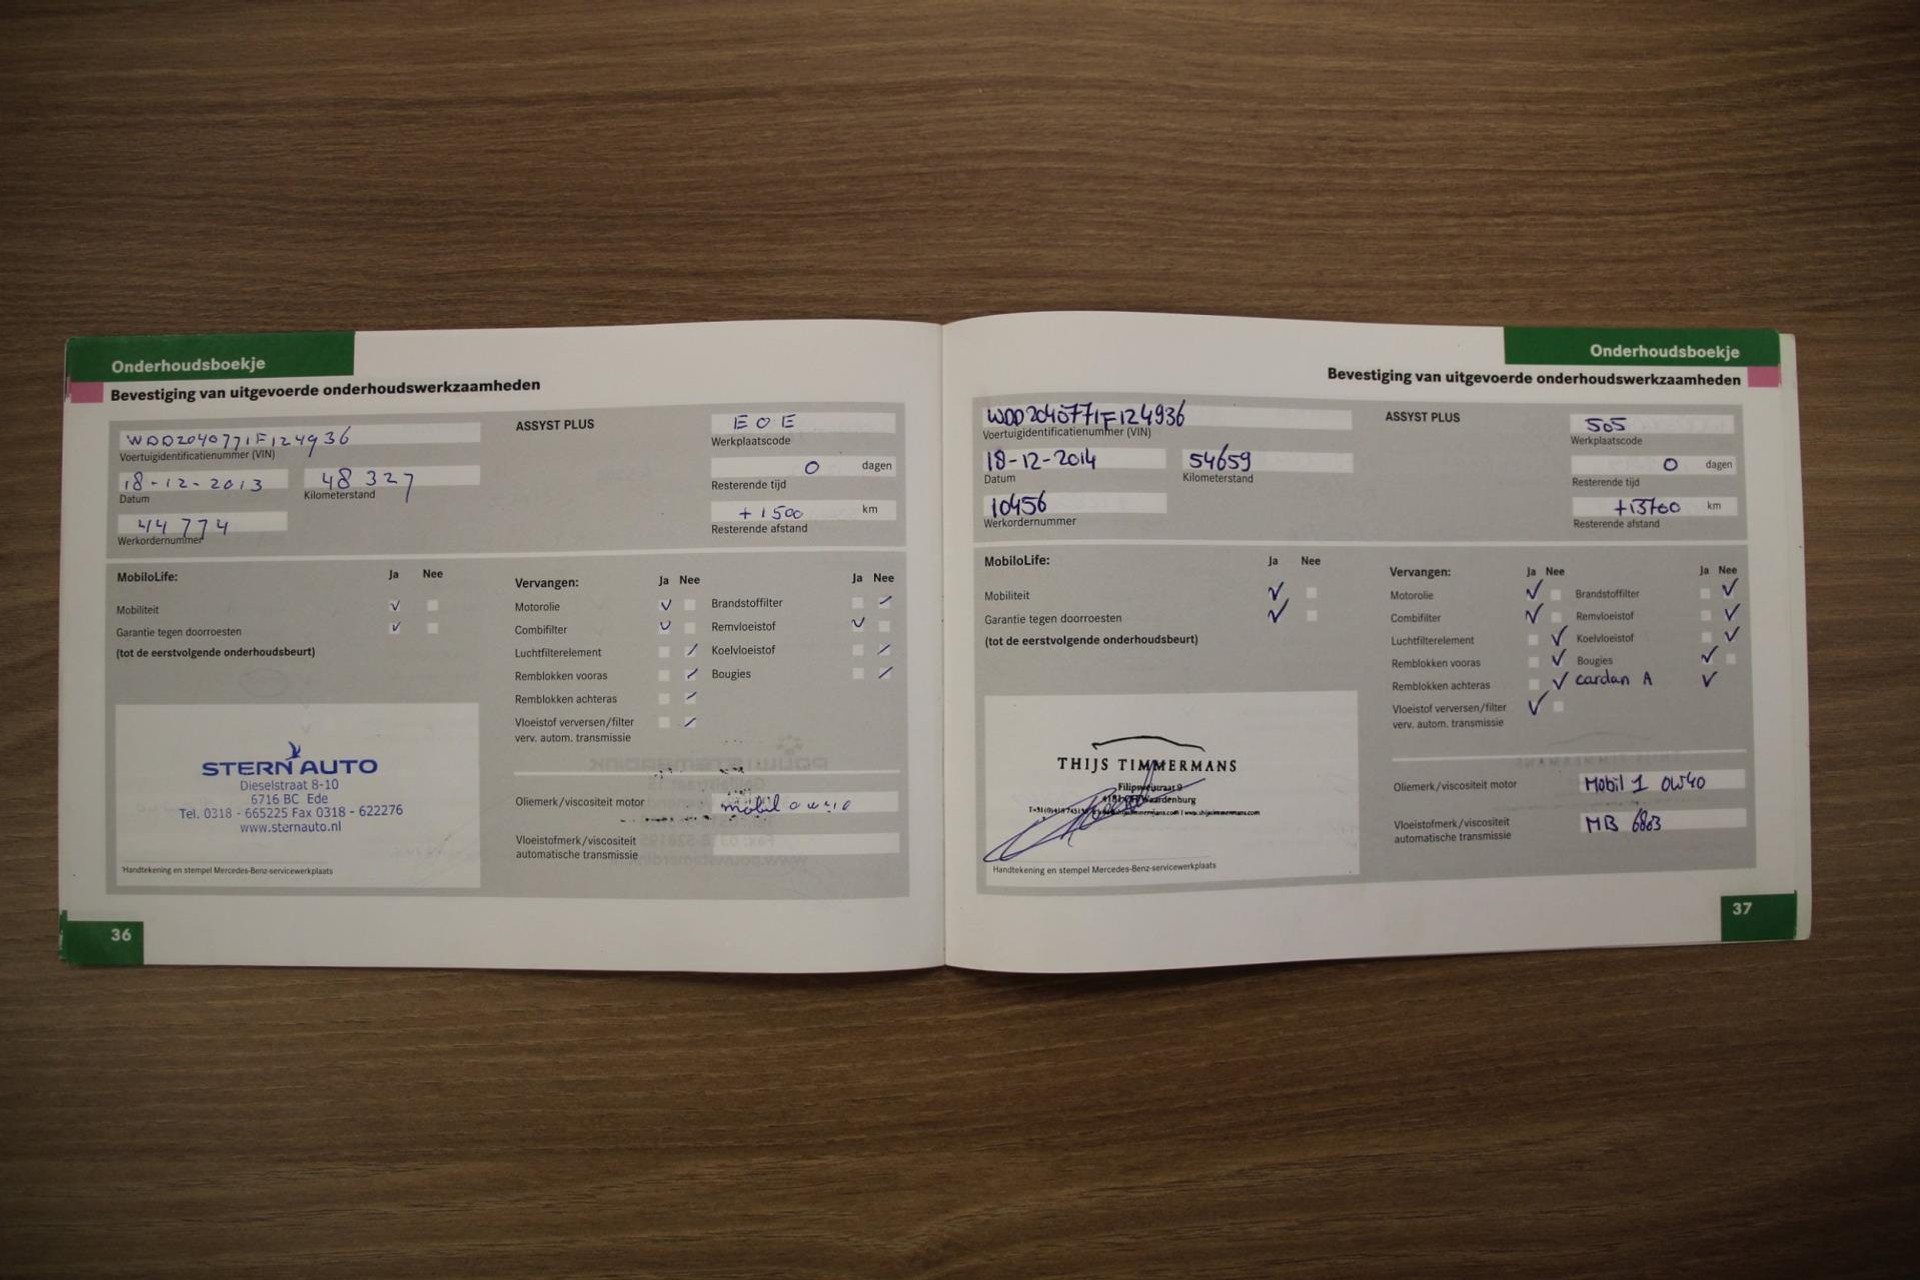 Onderhoudsboekje
Bevestiging van uitgevoerde onderhoudswerkzaamheden
WDD2040771F124936
Voertuigidentificatienummer (VIN)
18-12-2013
Datum
48 327
Kilometerstand
44774
Werkordernummer
ASSYST PLUS
EOE
Werkplaatscode
0 dagen
Resterende tijd
+1500 km
Resterende afstand
MobiloLife: Ja Nee
Mobiliteit
Garantie tegen doorroesten
(tot de eerstvolgende onderhoudsbeurt)
Vervangen: Ja Nee Ja Nee
Motorolie Brandstoffilter
Combifilter Remvloeistof
Luchtfilterelement Koelvloeistof
Remblokken vooras Bougies
Remblokken achteras
Vloeistof verversen/filter
verv. autom. transmissie
STERN AUTO
Dieselstraat 8-10
6716 BC Ede
Tel. 0318 - 665225 Fax 0318 - 622276
www.sternauto.nl
Handtekening en stempel Mercedes-Benz-servicewerkplaats
Oliemerk/viscositeit motor mobil 0w40
Vloeistofmerk/viscositeit
automatische transmissie
36
Onderhoudsboekje
Bevestiging van uitgevoerde onderhoudswerkzaamheden
WDD2040771F124936
Voertuigidentificatienummer (VIN)
18-12-2014
Datum
54659
Kilometerstand
10456
Werkordernummer
ASSYST PLUS
505
Werkplaatscode
0 dagen
Resterende tijd
+13700 km
Resterende afstand
MobiloLife: Ja Nee
Mobiliteit
Garantie tegen doorroesten
(tot de eerstvolgende onderhoudsbeurt)
Vervangen: Ja Nee Ja Nee
Motorolie Brandstoffilter
Combifilter Remvloeistof
Luchtfilterelement Koelvloeistof
Remblokken vooras Bougies
Remblokken achteras cardan A
Vloeistof verversen/filter
verv. autom. transmissie
THIJS TIMMERMANS
Waardenburg
Handtekening en stempel Mercedes-Benz-servicewerkplaats
Oliemerk/viscositeit motor Mobil 1 0W40
Vloeistofmerk/viscositeit MB 6803
automatische transmissie
37